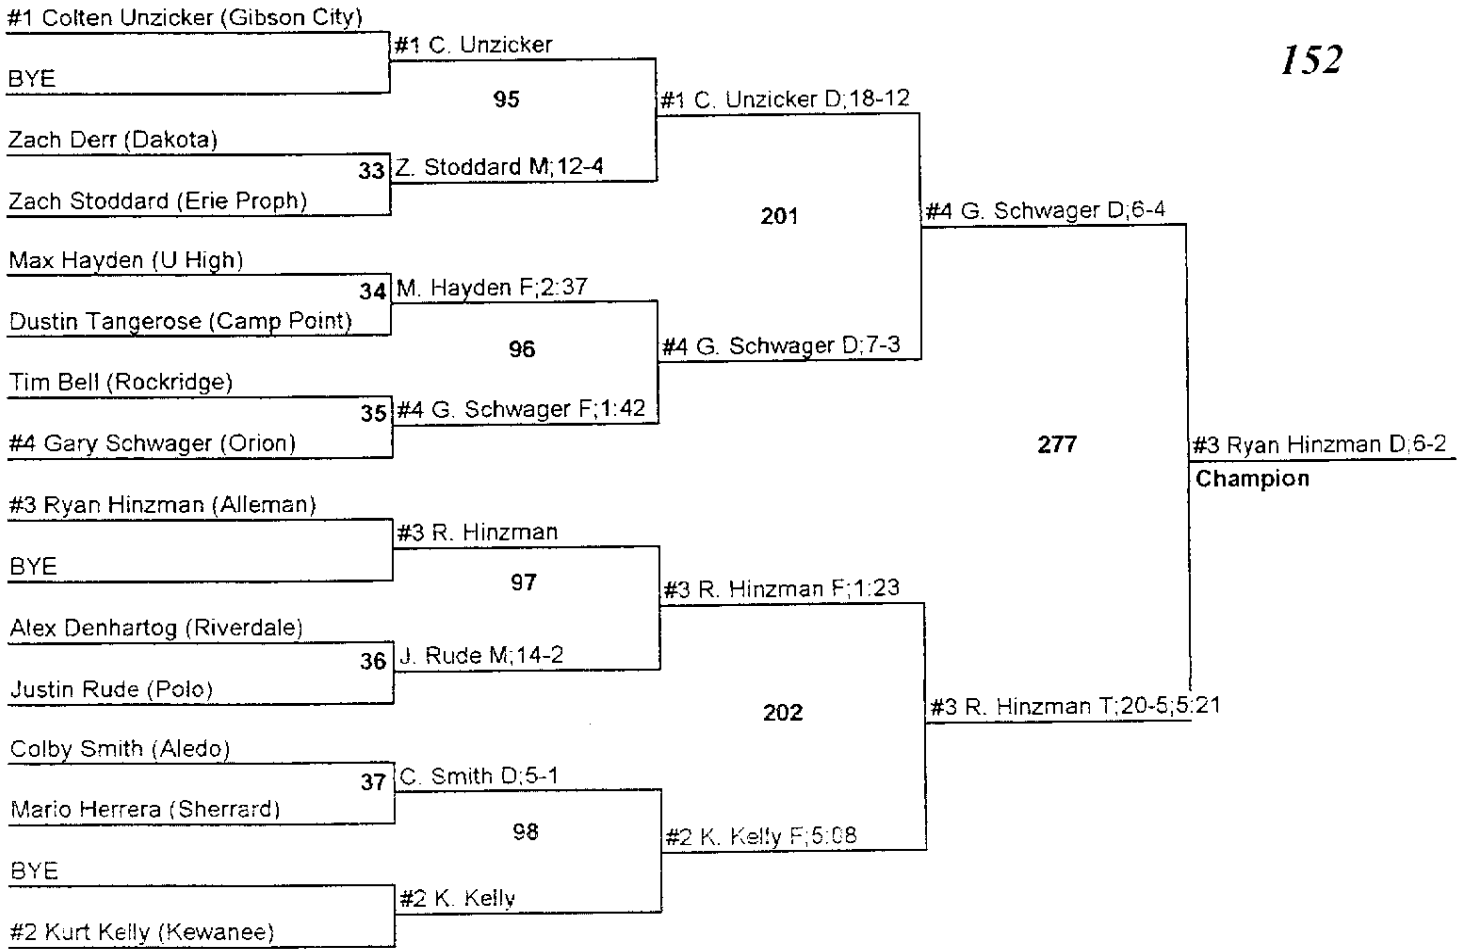 152
#1 Colten Unzicker (Gibson City)
BYE
Zach Derr (Dakota)
Zach Stoddard (Erie Proph)
Max Hayden (U High)
Dustin Tangerose (Camp Point)
Tim Bell (Rockridge)
#4 Gary Schwager (Orion)
#3 Ryan Hinzman (Alleman)
BYE
Alex Denhartog (Riverdale)
Justin Rude (Polo)
Colby Smith (Aledo)
Mario Herrera (Sherrard)
BYE
#2 Kurt Kelly (Kewanee)
#1 C. Unzicker
95
33 Z. Stoddard M;12-4
34 M. Hayden F;2:37
96
35 #4 G. Schwager F;1:42
#3 R. Hinzman
97
36 J. Rude M;14-2
37 C. Smith D;5-1
98
#2 K. Kelly
#1 C. Unzicker D;18-12
201
#4 G. Schwager D;7-3
#3 R. Hinzman F;1:23
202
#2 K. Kelly F;5:08
#4 G. Schwager D;6-4
277
#3 R. Hinzman T;20-5;5:21
#3 Ryan Hinzman D;6-2
Champion